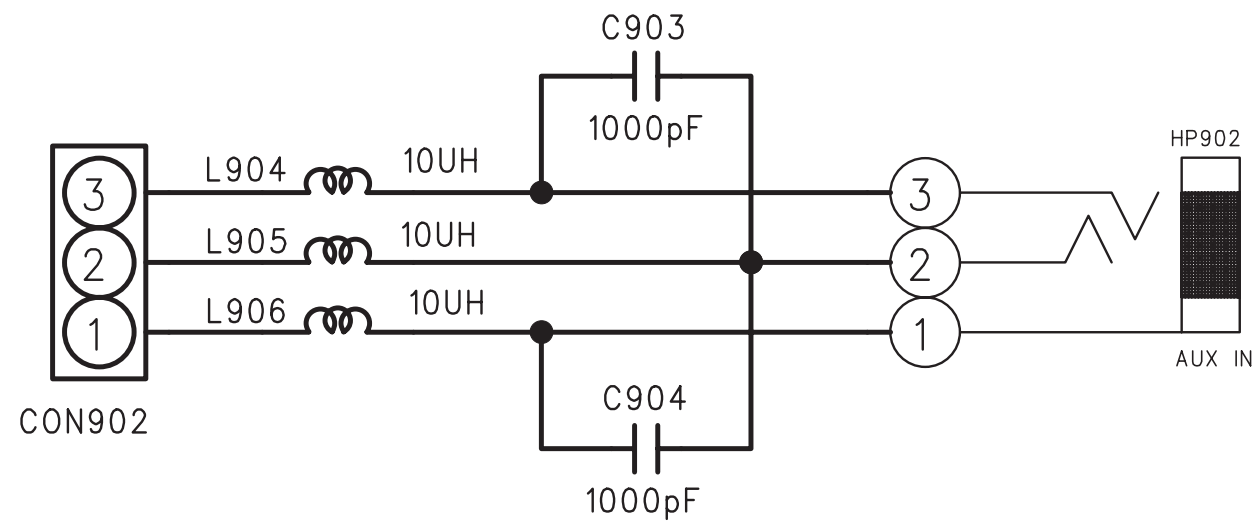 C903
1000pF
HP902
L904 10UH
3 3
L905 10UH
2 2
L906 10UH
1 1
AUX IN
C904
CON902
1000pF